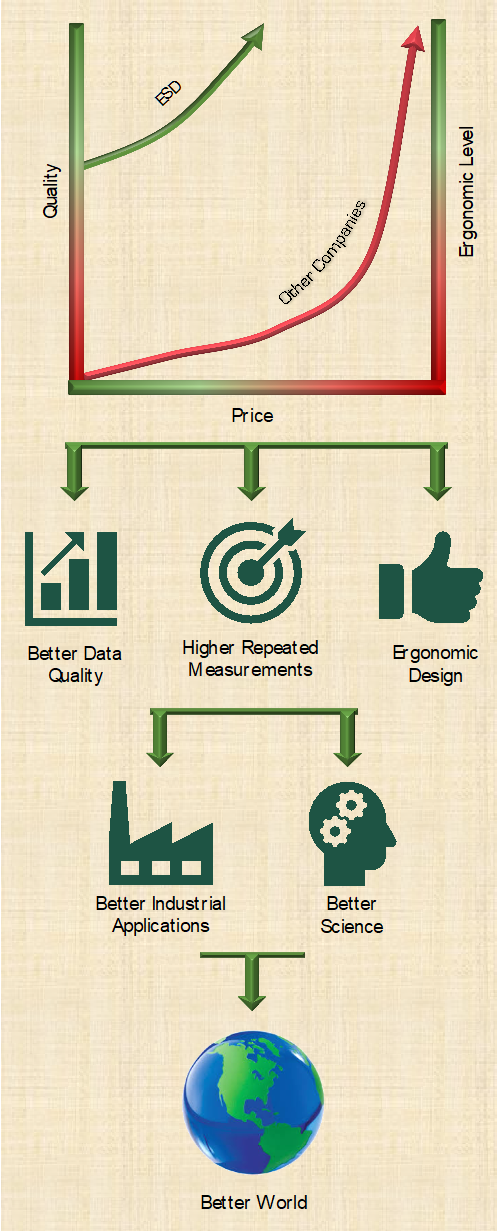 ESD
Quality
Ergonomic Level
Other Companies
Price
Better Data
Quality
Higher Repeated
Measurements
Ergonomic
Design
Better Industrial
Applications
Better
Science
Better World